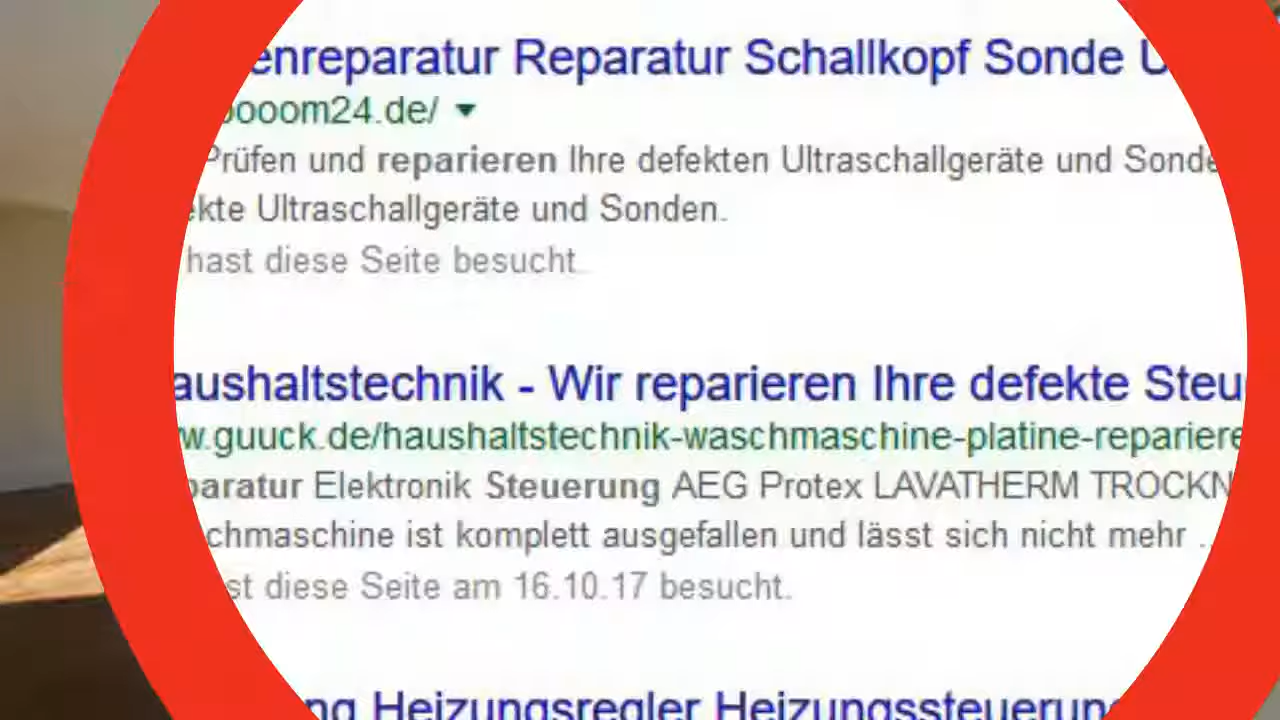 enreparatur Reparatur Schallkopf Sonde U
oooom24.de/
Prüfen und reparieren Ihre defekten Ultraschallgeräte und Sonde
ekte Ultraschallgeräte und Sonden.
hast diese Seite besucht.
aushaltstechnik - Wir reparieren Ihre defekte Steu
w.guuck.de/haushaltstechnik-waschmaschine-platine-repariere
paratur Elektronik Steuerung AEG Protex LAVATHERM TROCKN
chmaschine ist komplett ausgefallen und lässt sich nicht mehr ...
st diese Seite am 16.10.17 besucht.
ng Heizungsregler Heizungssteuerung